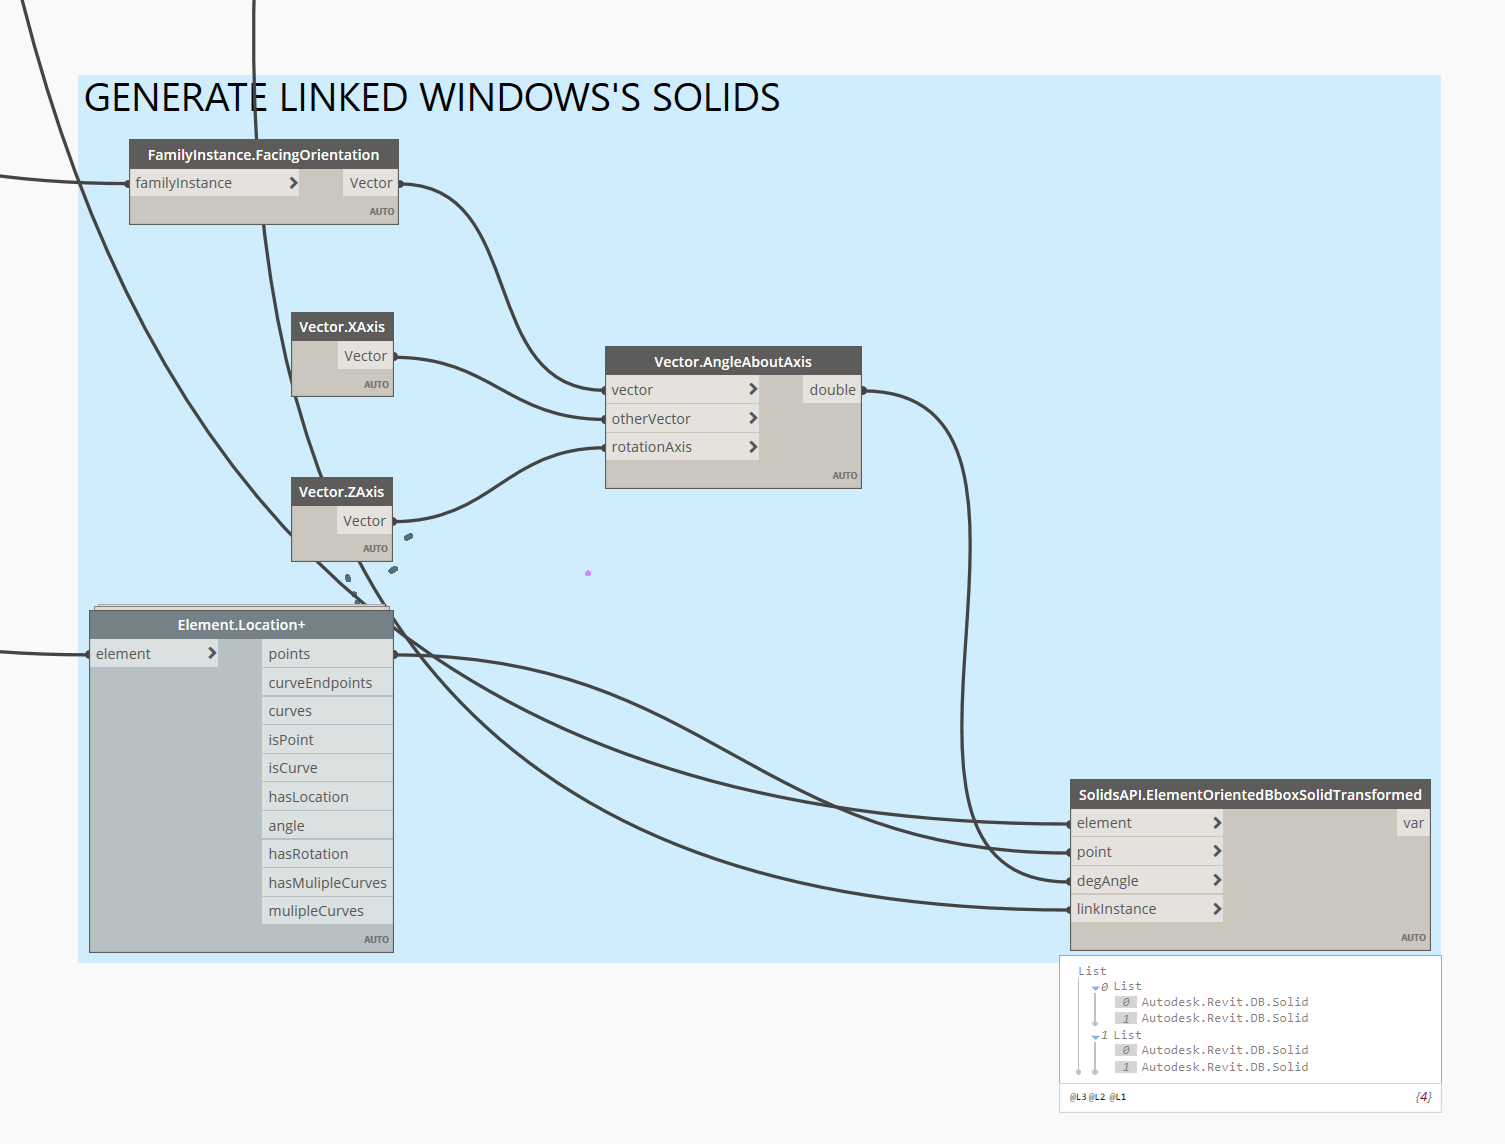 GENERATE LINKED WINDOWS'S SOLIDS
FamilyInstance.FacingOrientation
familyInstance > Vector
AUTO
Vector.XAxis
Vector
AUTO
Vector.AngleAboutAxis
vector > double
otherVector >
rotationAxis >
AUTO
Vector.ZAxis
Vector
AUTO
Element.Location+
element > points
curveEndpoints
curves
isPoint
isCurve
hasLocation
angle
hasRotation
hasMulipleCurves
mulipleCurves
AUTO
SolidsAPI.ElementOrientedBboxSolidTransformed
element > var
point >
degAngle >
linkInstance >
AUTO
List
0 List
0 Autodesk.Revit.DB.Solid
1 Autodesk.Revit.DB.Solid
1 List
0 Autodesk.Revit.DB.Solid
1 Autodesk.Revit.DB.Solid
@L3 @L2 @L1 {4}